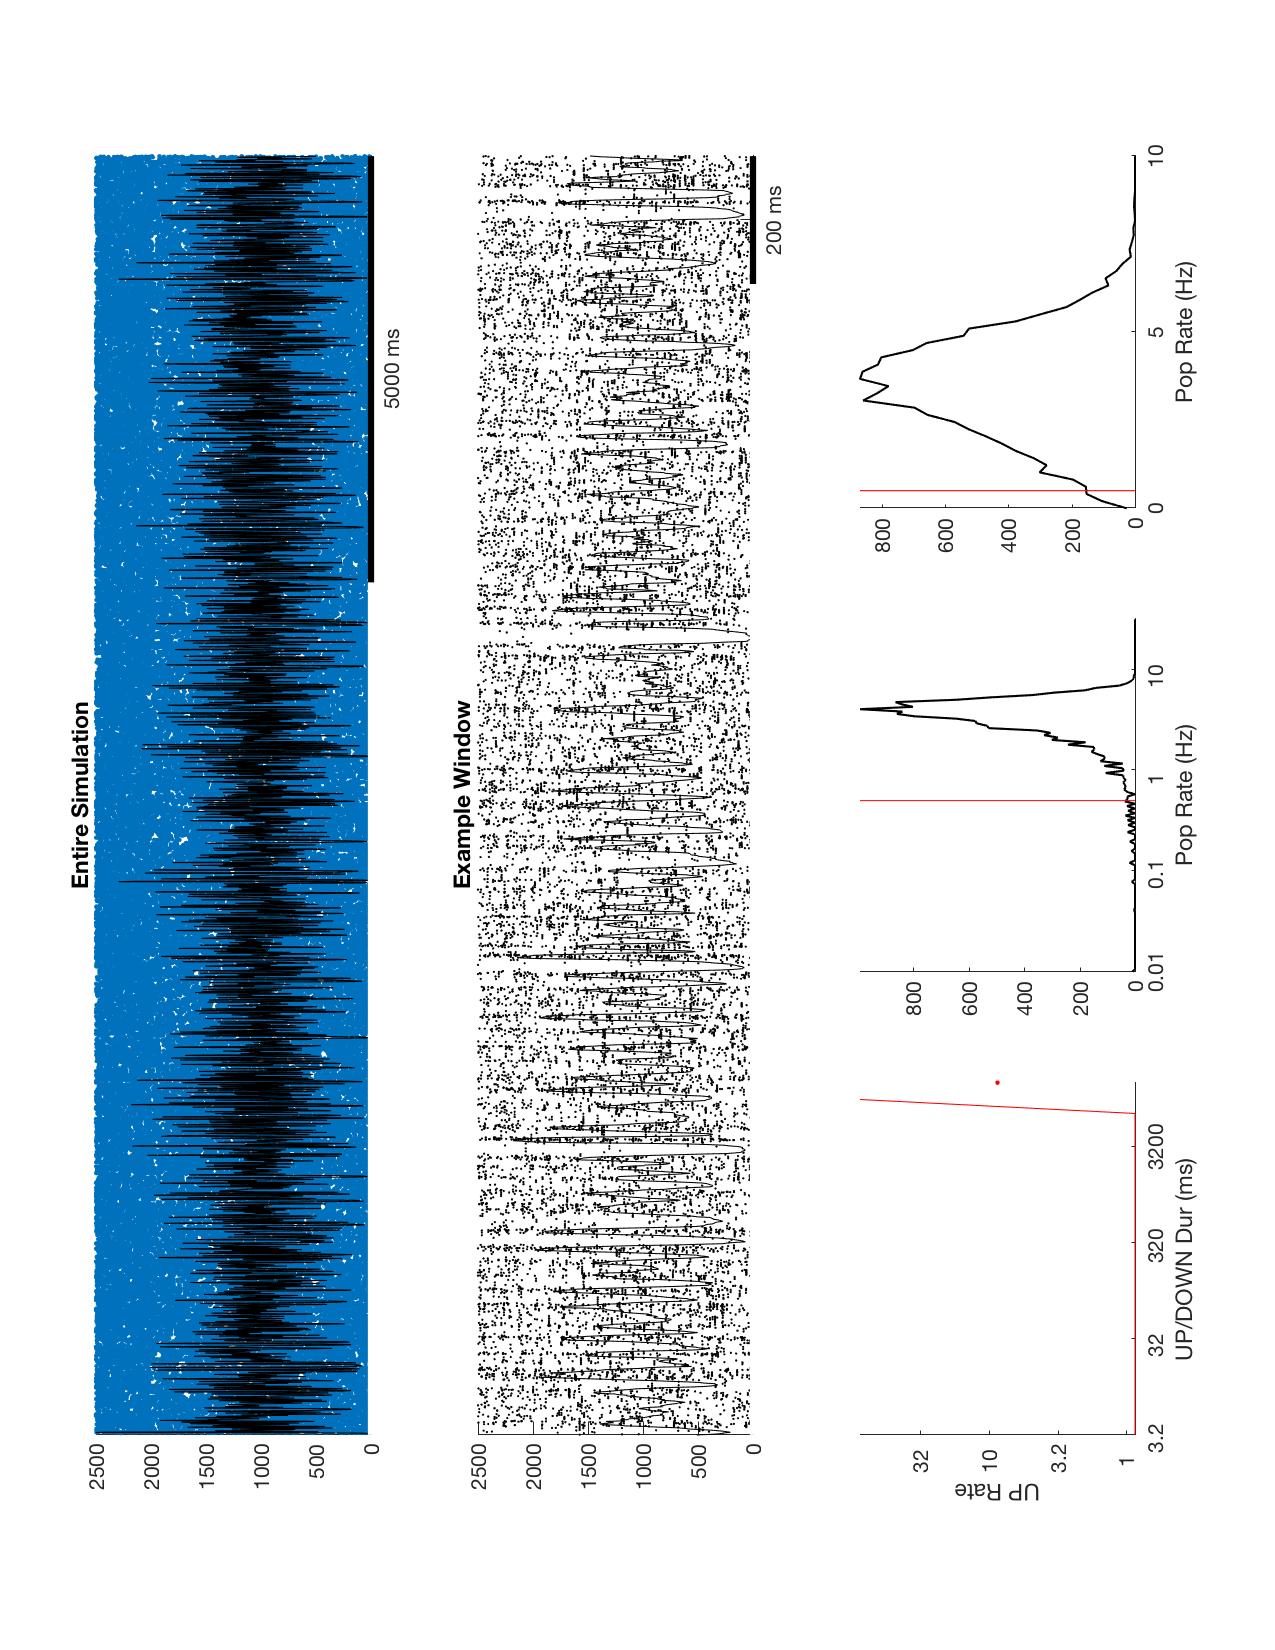 Entire Simulation
2500
2000
1500
1000
500
0
5000 ms
Example Window
2500
2000
1500
1000
500
0
200 ms
UP Rate
32
10
3.2
1
3.2 32 320 3200
UP/DOWN Dur (ms)
800
600
400
200
0
0.01 0.1 1 10
Pop Rate (Hz)
800
600
400
200
0
0 5 10
Pop Rate (Hz)